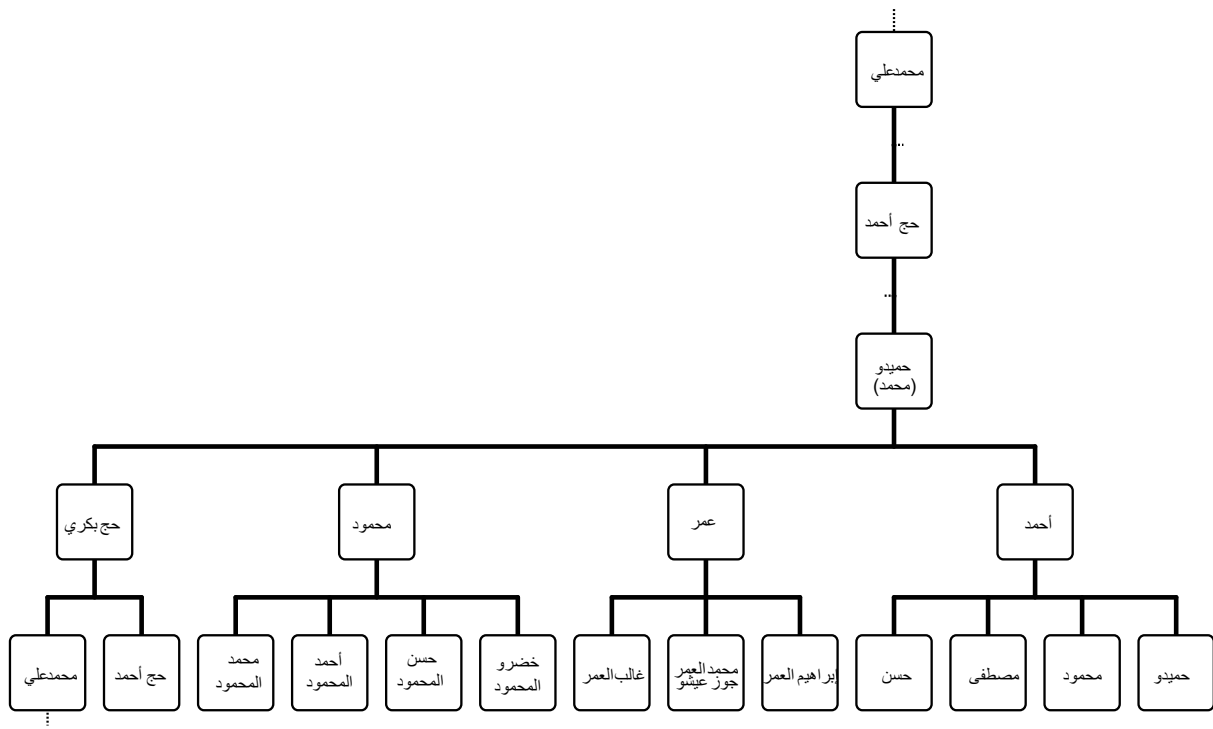 محمدعلي
...
حج أحمد
...
حميدو
(محمد)
أحمد
عمر
محمود
حج بكري
حميدو
محمود
مصطفى
حسن
إبراهيم العمر
محمد العمر
جوز عيشو
غالب العمر
خضرو
المحمود
حسن
المحمود
أحمد
المحمود
محمد
المحمود
حج أحمد
محمدعلي